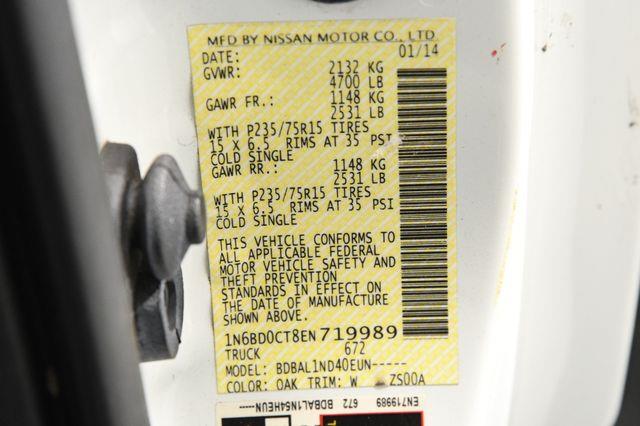 MFD BY NISSAN MOTOR CO., LTD.
DATE: 01/14
GVWR: 2132 KG
4700 LB
GAWR FR.: 1148 KG
2531 LB
WITH P235/75R15 TIRES
15 X 6.5 RIMS AT 35 PSI
COLD SINGLE
GAWR RR.: 1148 KG
2531 LB
WITH P235/75R15 TIRES
15 X 6.5 RIMS AT 35 PSI
COLD SINGLE
THIS VEHICLE CONFORMS TO
ALL APPLICABLE FEDERAL
MOTOR VEHICLE SAFETY AND
THEFT PREVENTION
STANDARDS IN EFFECT ON
THE DATE OF MANUFACTURE
SHOWN ABOVE.
1N6BD0CT8EN719989
TRUCK 672
MODEL: BDBAL1ND40EUN-----
COLOR: QAK TRIM: W ZS00A
EN719989 672 BDBAL1N54HEUN----